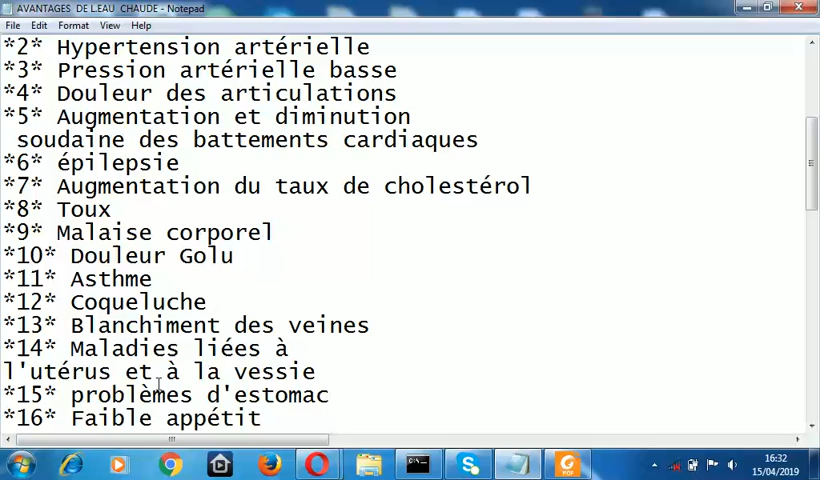 AVANTAGES DE L.EAU CHAUDE - Notepad
File Edit Format View Help
*2* Hypertension artérielle
*3* Pression artérielle basse
*4* Douleur des articulations
*5* Augmentation et diminution
soudaine des battements cardiaques
*6* épilepsie
*7* Augmentation du taux de cholestérol
*8* Toux
*9* Malaise corporel
*10* Douleur Golu
*11* Asthme
*12* Coqueluche
*13* Blanchiment des veines
*14* Maladies liées à
l'utérus et à la vessie
*15* problèmes d'estomac
*16* Faible appétit
PDF
16:32
15/04/2019